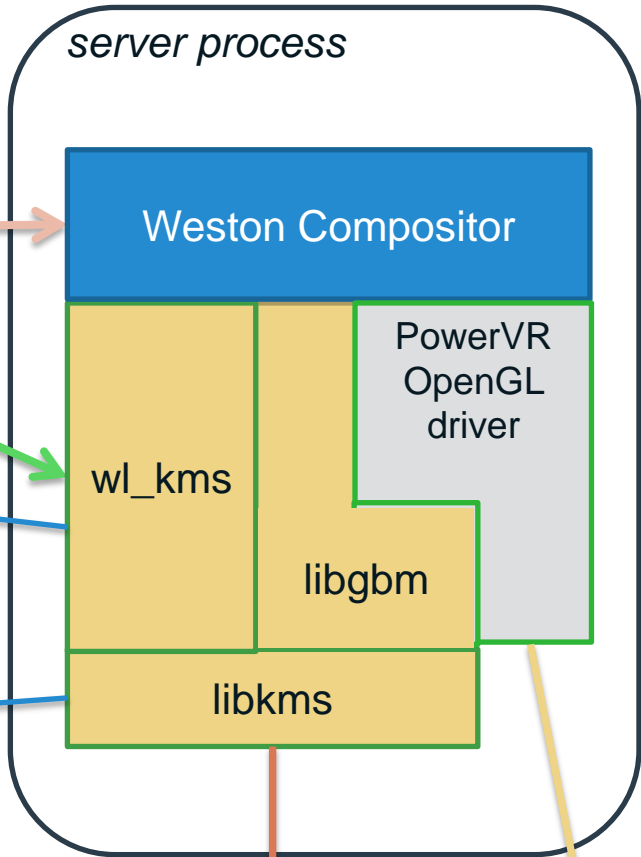 server process
Weston Compositor
PowerVR
OpenGL
driver
wl_kms
libgbm
libkms